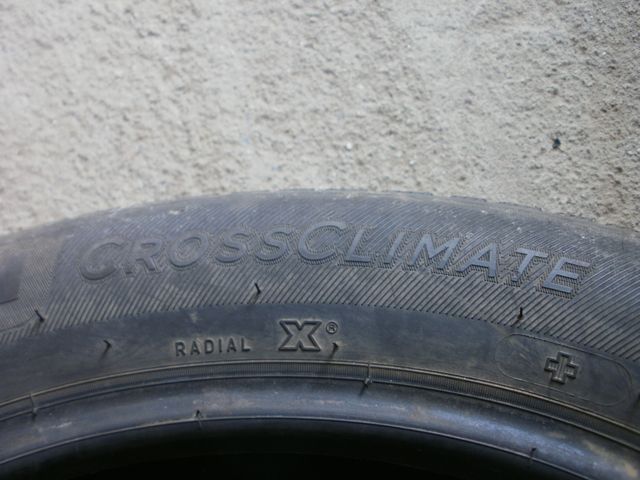 CROSSCLIMATE
RADIAL X®
+